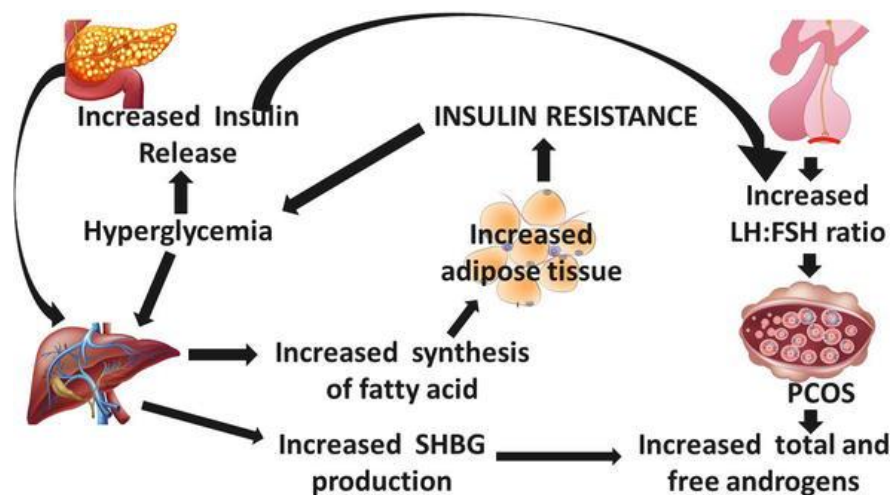 Increased Insulin
Release
INSULIN RESISTANCE
Increased
LH:FSH ratio
Hyperglycemia
Increased
adipose tissue
Increased synthesis
of fatty acid
PCOS
Increased SHBG
production
Increased total and
free androgens